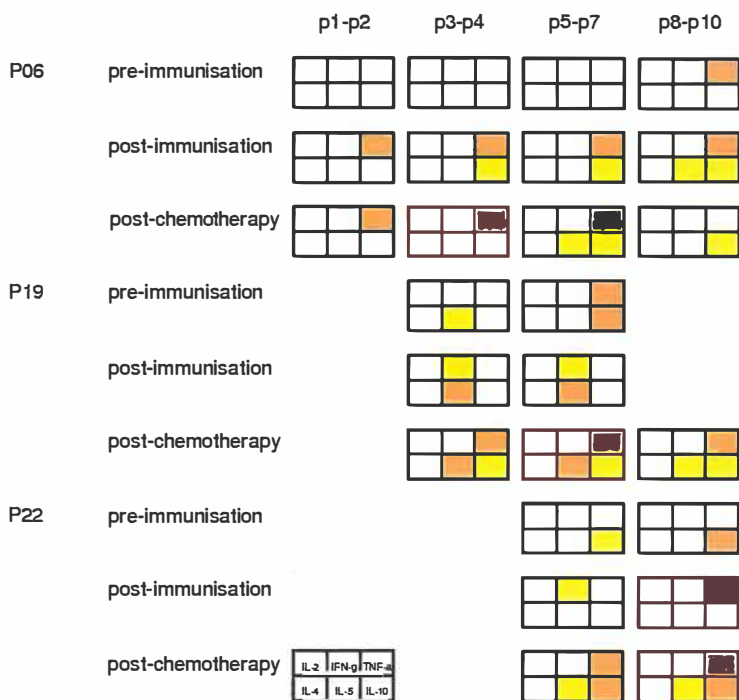 p1-p2 p3-p4 p5-p7 p8-p10
P06 pre-immunisation
post-immunisation
post-chemotherapy
P19 pre-immunisation
post-immunisation
post-chemotherapy
P22 pre-immunisation
post-immunisation
post-chemotherapy
IL-2 IFN-g TNF-a
IL-4 IL-5 IL-10